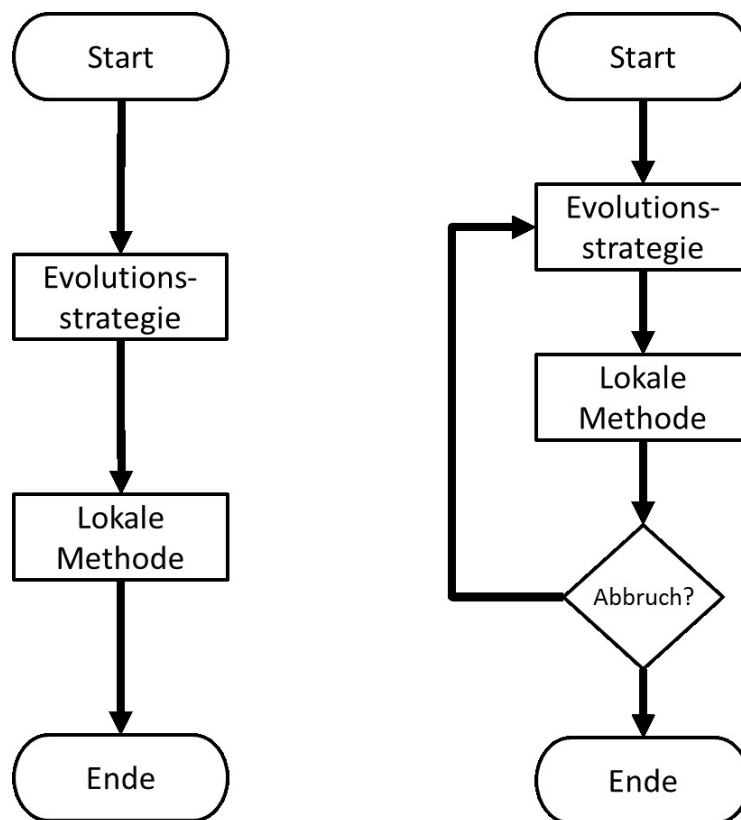 Start
Evolutions-
strategie
Lokale
Methode
Ende
Start
Evolutions-
strategie
Lokale
Methode
Abbruch?
Ende